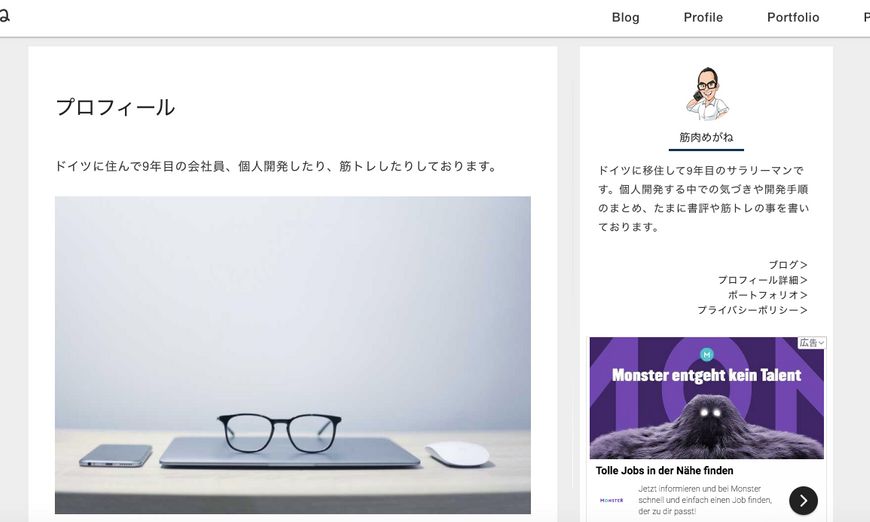 ね
Blog
Profile
Portfolio
P
プロフィール
ドイツに住んで9年目の会社員、個人開発したり、筋トレしたりしております。
筋肉めがね
ドイツに移住して9年目のサラリーマンで
す。個人開発する中での気づきや開発手順
のまとめ、たまに書評や筋トレの事を書い
ております。
ブログ＞
プロフィール詳細＞
ポートフォリオ＞
プライバシーポリシー＞
広告
M
MON
Monster entgeht kein Talent
Tolle Jobs in der Nähe finden
MONSTER
Jetzt informieren und bei Monster
schnell und einfach einen Job finden,
der zu dir passt!